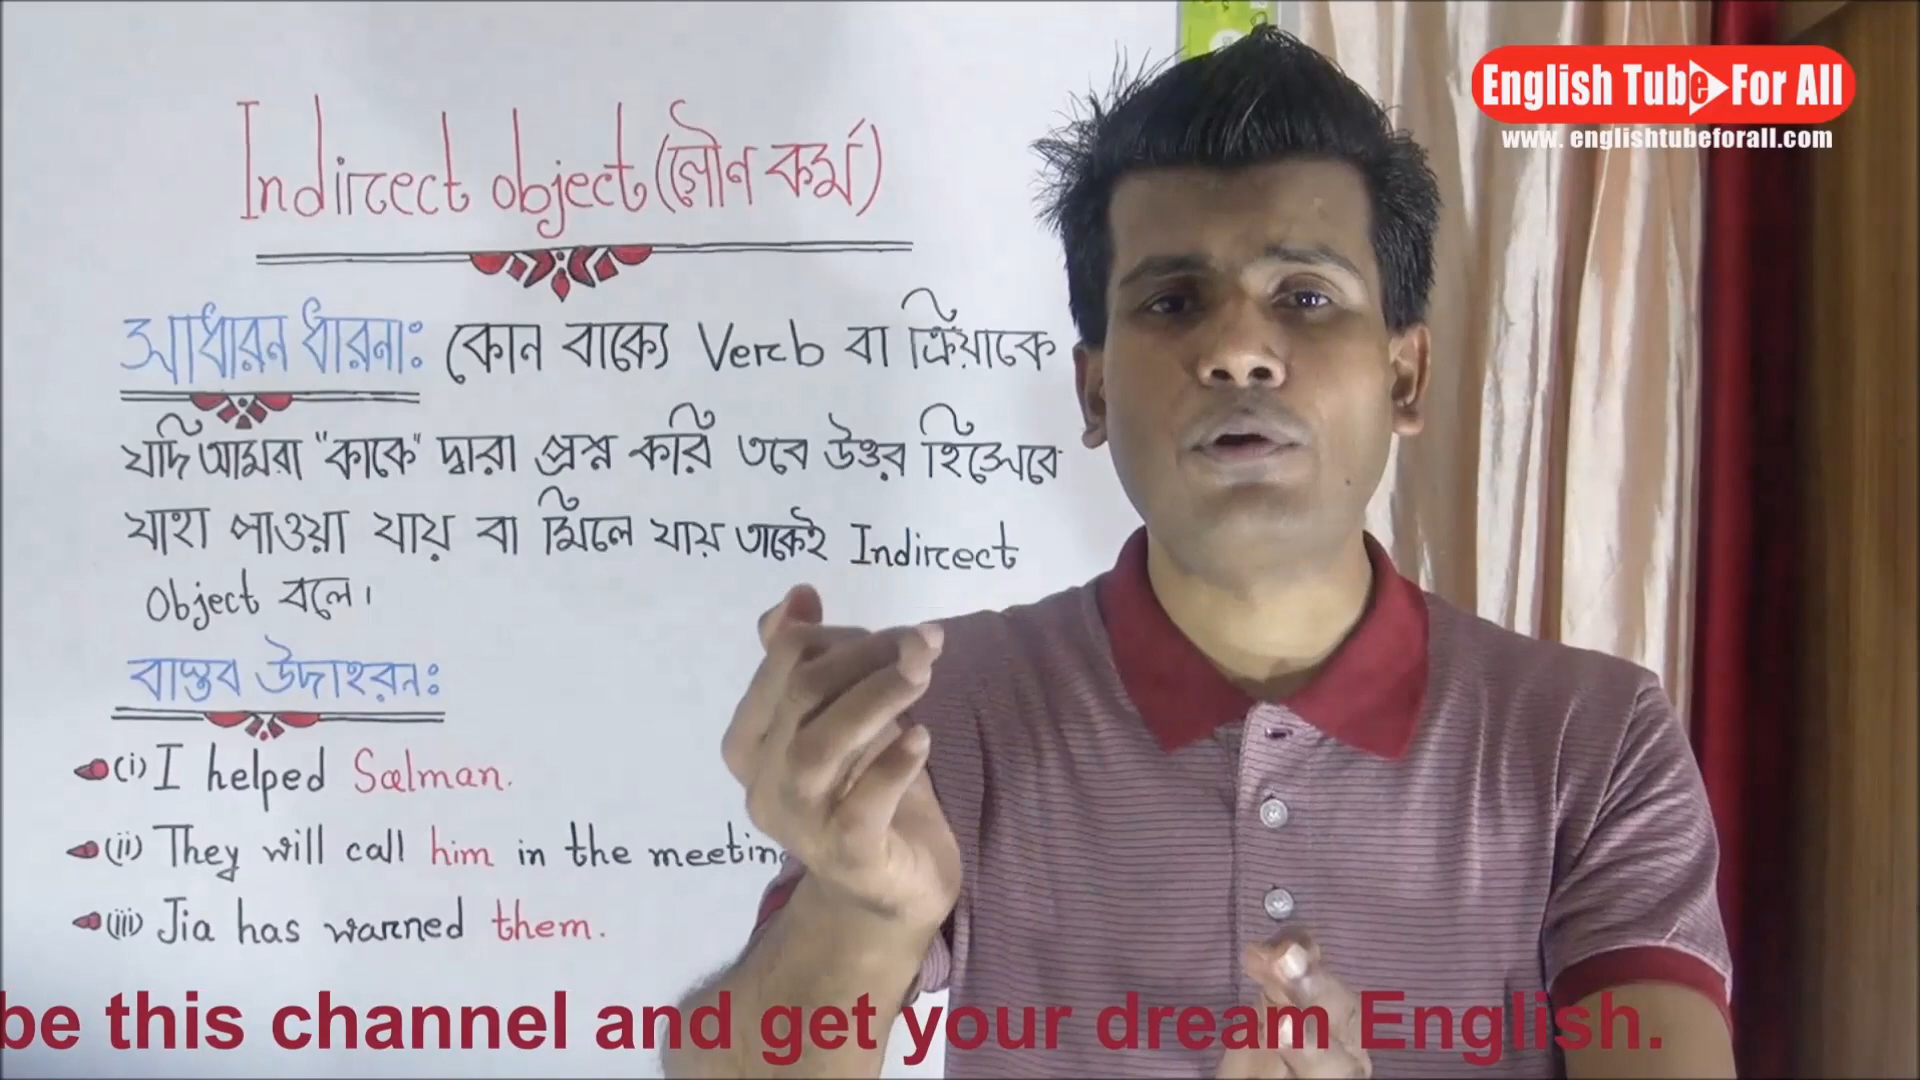 English Tube For All
www. englishtubeforall.com
Indirect object (গৌণ কর্ম)
সাধারন ধারনাঃ কোন বাক্যে Verb বা ক্রিয়াকে
যদি আমরা "কাকে" দ্বারা প্রশ্ন করি তবে উত্তর হিসেবে
যাহা পাওয়া যায় বা মিলে যায় তাকেই Indirect
Object বলে।
বাস্তব উদাহরনঃ
(i) I helped Salman.
(ii) They will call him in the meeting
(iii) Jia has warned them.
be this channel and get your dream English.